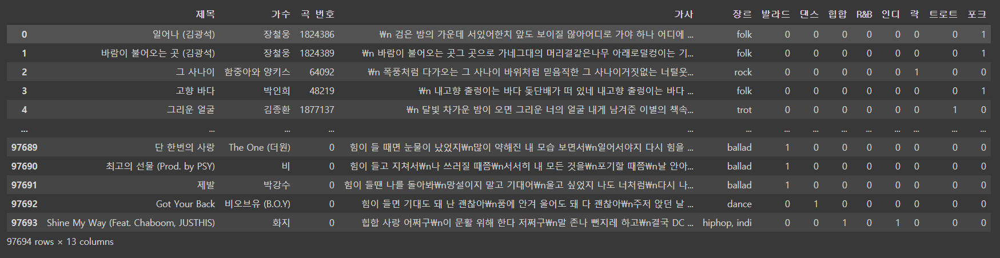 제목 가수 곡 번호 가사 장르 발라드 댄스 힙합 R&B 인디 락 트로트 포크
0 일어나 (김광석) 장철웅 1824386 ₩n 검은 밤의 가운데 서있어한치 앞도 보이질 않아어디로 가야 하나 어디에 ... folk 0 0 0 0 0 0 0 1
1 바람이 불어오는 곳 (김광석) 장철웅 1824389 ₩n 바람이 불어오는 곳그 곳으로 가네그대의 머리결같은나무 아래로덜컹이는 기... folk 0 0 0 0 0 0 0 1
2 그 사나이 함중아와 양키스 64092 ₩n 폭풍처럼 다가오는 그 사나이 바위처럼 믿음직한 그 사나이거짓없는 너털웃... rock 0 0 0 0 0 1 0 0
3 고향 바다 박인희 48219 ₩n 내고향 출렁이는 바다 돛단배가 떠 있네 내고향 출렁이는 바다 ... folk 0 0 0 0 0 0 0 1
4 그리운 얼굴 김종환 1877137 ₩n 달빛 차가운 밤이 오면 그리운 너의 얼굴 내게 남겨준 이별의 책속... trot 0 0 0 0 0 0 1 0
... ... ... ... ... ... ... ... ... ... ... ... ... ...
97689 단 한번의 사랑 The One (더원) 0 힘이 들 때면 눈물이 났었지₩n많이 약해진 내 모습 보면서₩n일어서야지 다시 힘을 ... ballad 1 0 0 0 0 0 0 0
97690 최고의 선물 (Prod. by PSY) 비 0 힘이 들고 지쳐서₩n나 쓰러질 때쯤₩n서서히 내 모든 것을₩n포기할 때쯤₩n날 안아... ballad 1 0 0 0 0 0 0 0
97691 제발 박강수 0 힘이 들땐 나를 돌아봐₩n망설이지 말고 기대어₩n울고 싶었지 나도 너처럼₩n다시 나... ballad 1 0 0 0 0 0 0 0
97692 Got Your Back 비오브유 (B.O.Y) 0 힘이 들면 기대도 돼 난 괜찮아₩n품에 안겨 울어도 돼 다 괜찮아₩n주저 앉던 날 ... dance 0 1 0 0 0 0 0 0
97693 Shine My Way (Feat. Chaboom, JUSTHIS) 화지 0 힙합 사랑 어쩌구₩n이 문활 위해 한다 저쩌구₩n말 존나 뻔지레 하고₩n결국 DC ... hiphop, indi 0 0 1 0 1 0 0 0
97694 rows × 13 columns